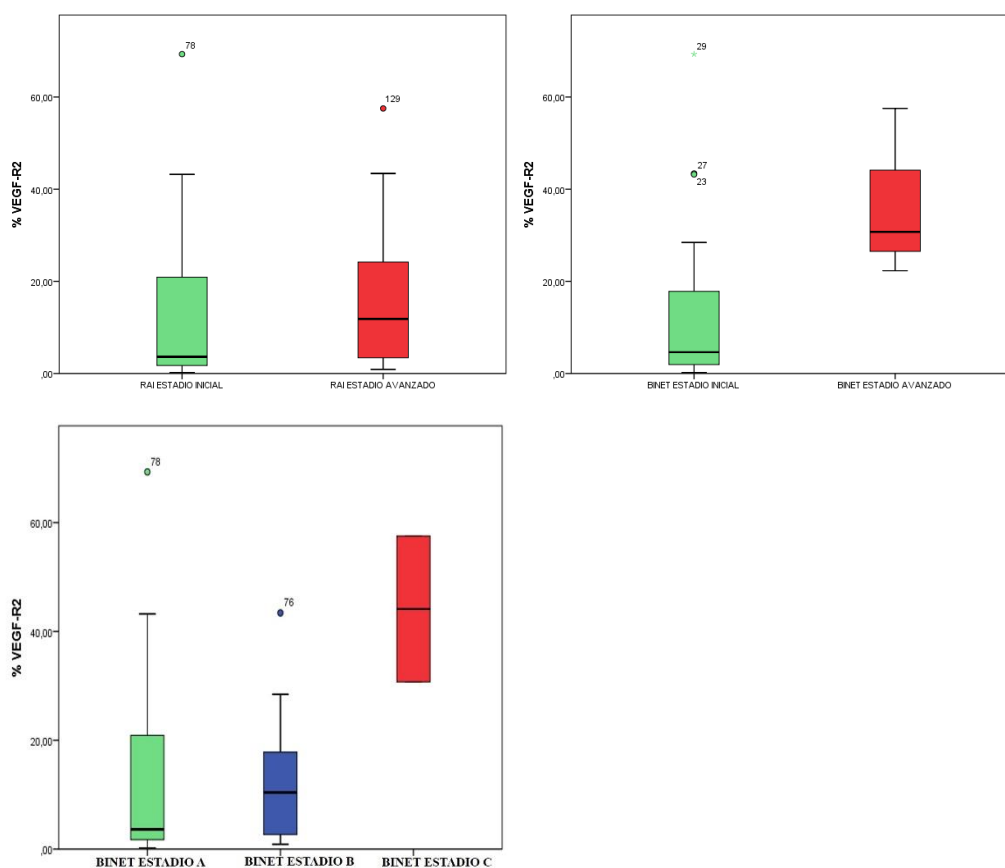 78
129
60,00
40,00
20,00
,00
% VEGF-R2
RAI ESTADIO INICIAL
RAI ESTADIO AVANZADO
29
27
23
60,00
40,00
20,00
,00
% VEGF-R2
BINET ESTADIO INICIAL
BINET ESTADIO AVANZADO
78
76
60,00
40,00
20,00
,00
% VEGF-R2
BINET ESTADIO A
BINET ESTADIO B
BINET ESTADIO C